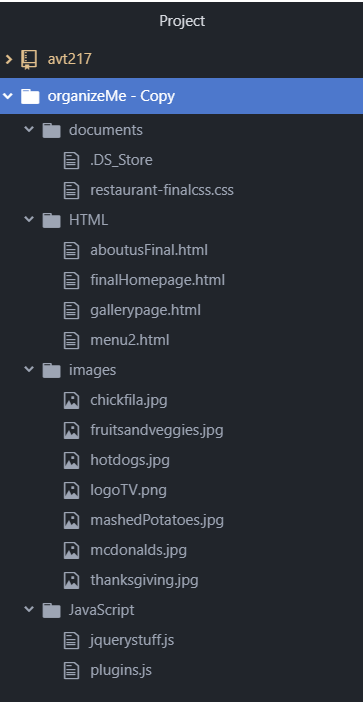 Project
avt217
organizeMe - Copy
documents
.DS_Store
restaurant-finalcss.css
HTML
aboutusFinal.html
finalHomepage.html
gallerypage.html
menu2.html
images
chickfila.jpg
fruitsandveggies.jpg
hotdogs.jpg
logoTV.png
mashedPotatoes.jpg
mcdonalds.jpg
thanksgiving.jpg
JavaScript
jquerystuff.js
plugins.js